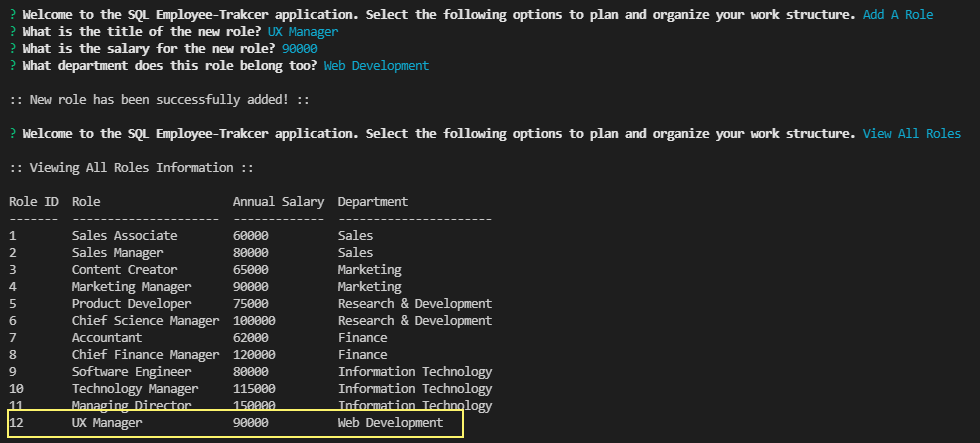 ? Welcome to the SQL Employee-Trakcer application. Select the following options to plan and organize your work structure. Add A Role
? What is the title of the new role? UX Manager
? What is the salary for the new role? 90000
? What department does this role belong too? Web Development
:: New role has been successfully added! ::
? Welcome to the SQL Employee-Trakcer application. Select the following options to plan and organize your work structure. View All Roles
:: Viewing All Roles Information ::
Role ID  Role                   Annual Salary  Department
-------  ---------------------  -------------  ----------------------
1        Sales Associate        60000          Sales
2        Sales Manager          80000          Sales
3        Content Creator        65000          Marketing
4        Marketing Manager      90000          Marketing
5        Product Developer      75000          Research & Development
6        Chief Science Manager  100000         Research & Development
7        Accountant             62000          Finance
8        Chief Finance Manager  120000         Finance
9        Software Engineer      80000          Information Technology
10       Technology Manager     115000         Information Technology
11       Managing Director      150000         Information Technology
12       UX Manager             90000          Web Development